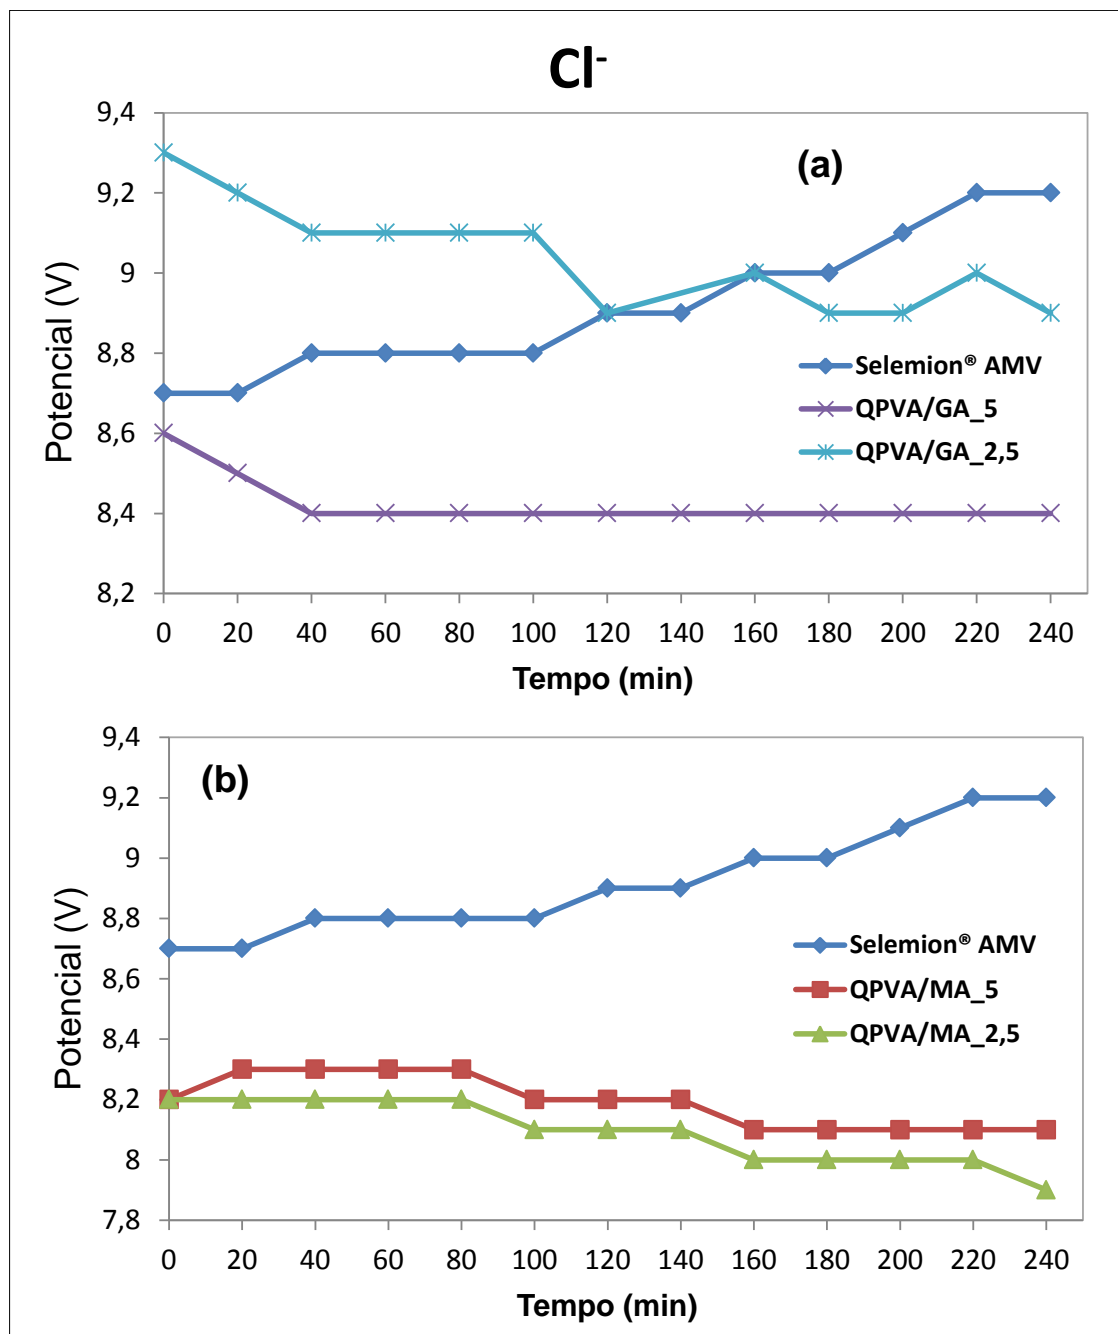 Cl⁻
(a)
9,4
9,2
9
8,8
8,6
8,4
8,2
Potencial (V)
Selemion® AMV
QPVA/GA_5
QPVA/GA_2,5
0 20 40 60 80 100 120 140 160 180 200 220 240
Tempo (min)
(b)
9,4
9,2
9
8,8
8,6
8,4
8,2
8
7,8
Potencial (V)
Selemion® AMV
QPVA/MA_5
QPVA/MA_2,5
0 20 40 60 80 100 120 140 160 180 200 220 240
Tempo (min)